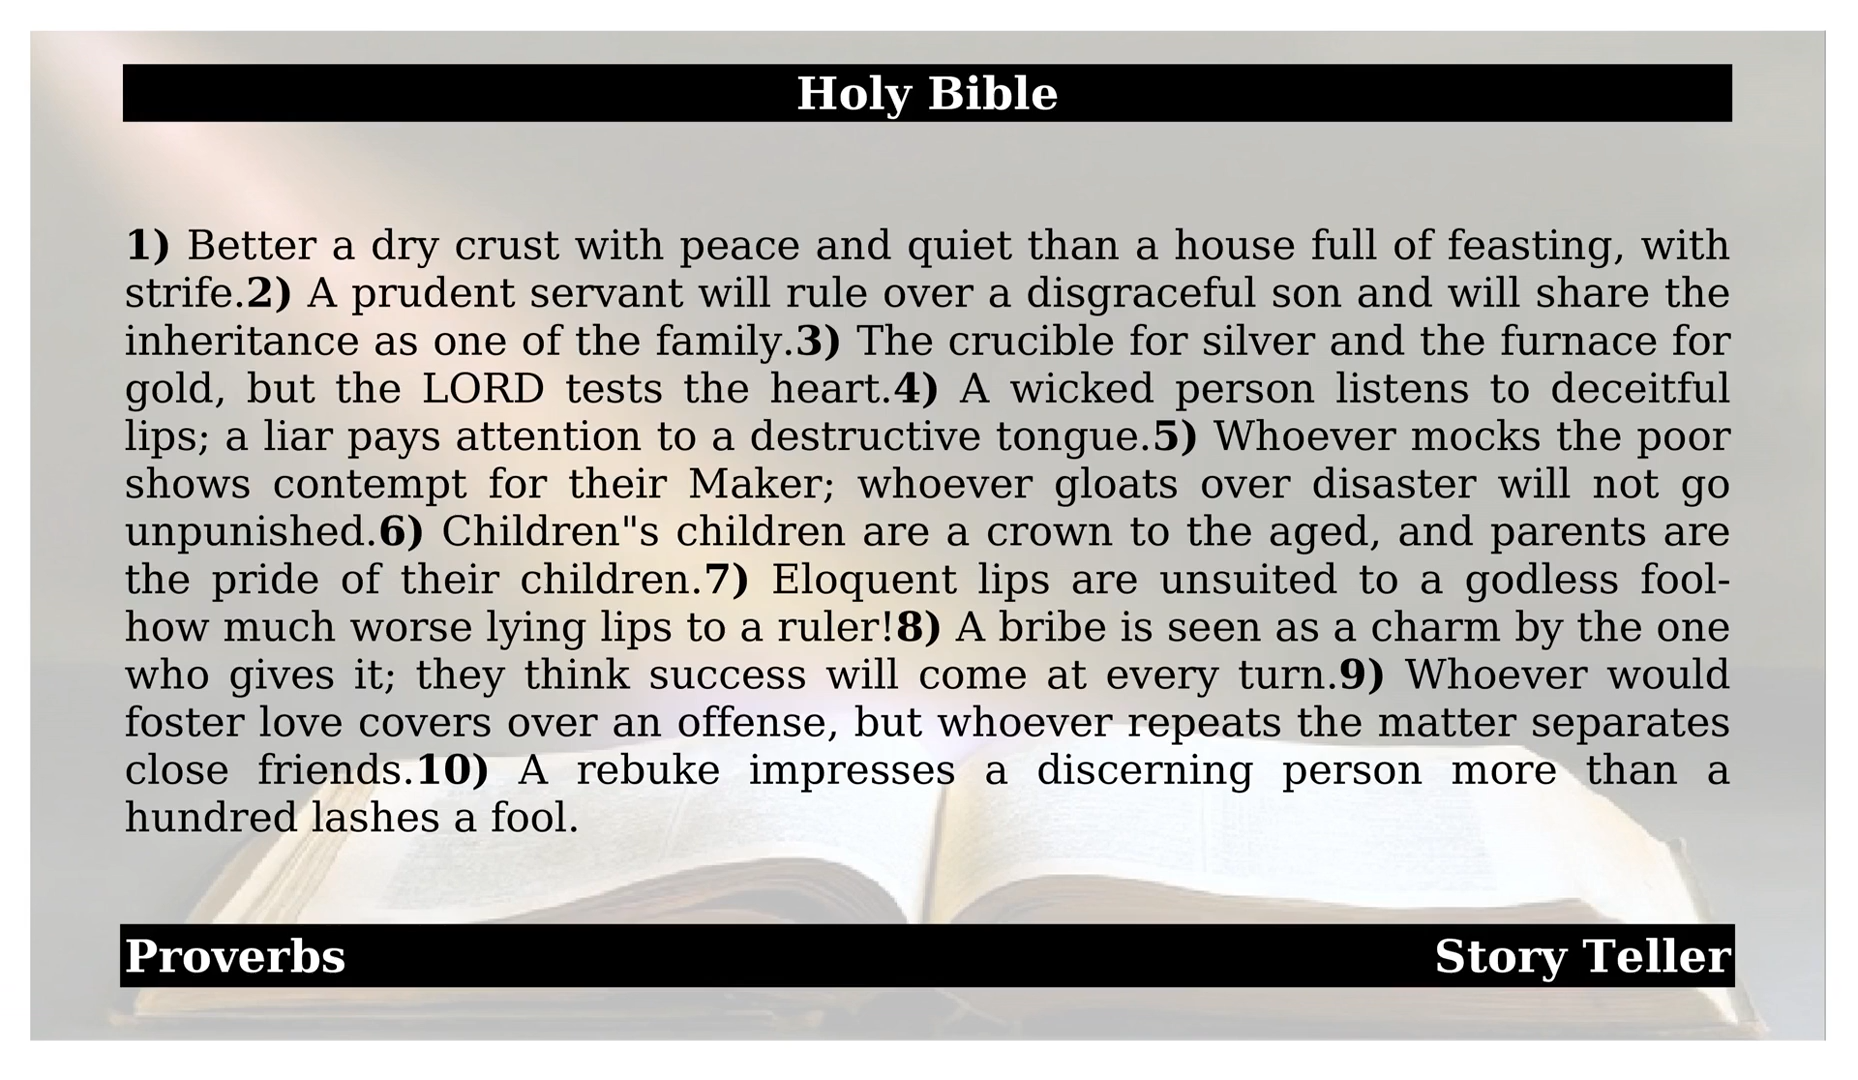 Holy Bible
1) Better a dry crust with peace and quiet than a house full of feasting, with
strife.2) A prudent servant will rule over a disgraceful son and will share the
inheritance as one of the family.3) The crucible for silver and the furnace for
gold, but the LORD tests the heart.4) A wicked person listens to deceitful
lips; a liar pays attention to a destructive tongue.5) Whoever mocks the poor
shows contempt for their Maker; whoever gloats over disaster will not go
unpunished.6) Children"s children are a crown to the aged, and parents are
the pride of their children.7) Eloquent lips are unsuited to a godless fool-
how much worse lying lips to a ruler!8) A bribe is seen as a charm by the one
who gives it; they think success will come at every turn.9) Whoever would
foster love covers over an offense, but whoever repeats the matter separates
close friends.10) A rebuke impresses a discerning person more than a
hundred lashes a fool.
Proverbs Story Teller